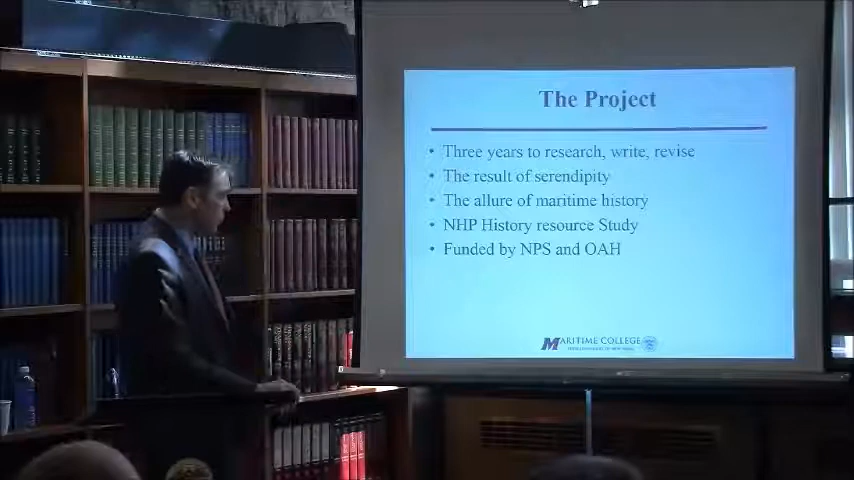 The Project
• Three years to research, write, revise
• The result of serendipity
• The allure of maritime history
• NHP History resource Study
• Funded by NPS and OAH
MARITIME COLLEGE